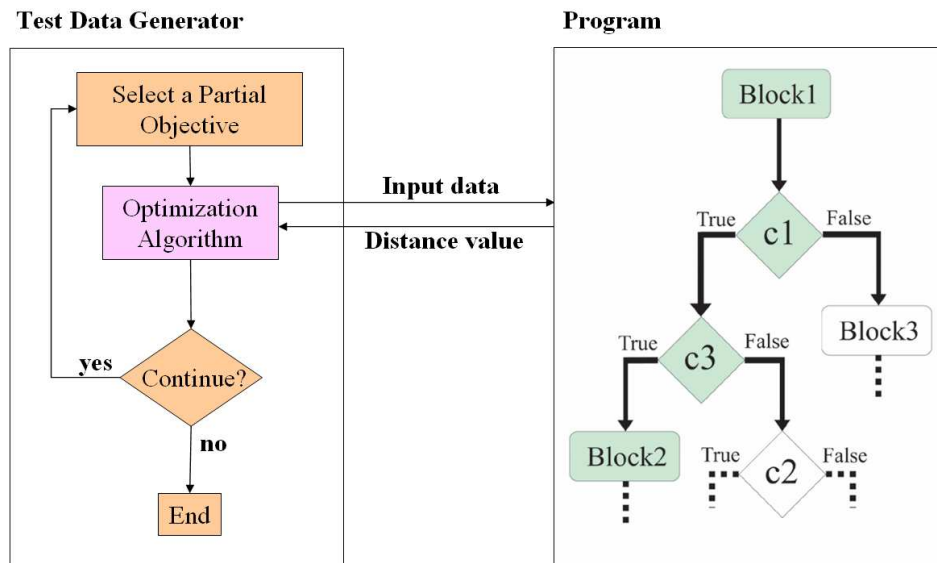 Test Data Generator
Select a Partial
Objective
Optimization
Algorithm
Continue?
yes
no
End
Input data
Distance value
Program
Block1
True
False
c1
Block3
True
False
c3
Block2
True
False
c2